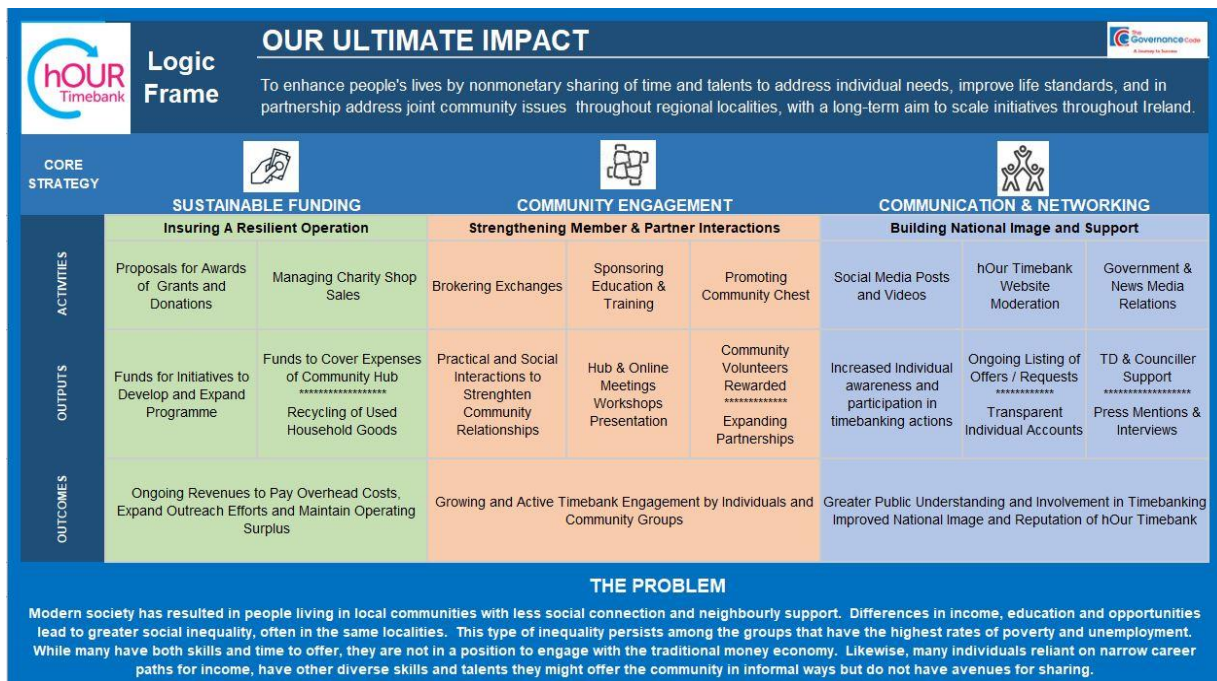 hOUR
Timebank
Logic
Frame
OUR ULTIMATE IMPACT
The
Governance Code
A Journey to Success
To enhance people's lives by nonmonetary sharing of time and talents to address individual needs, improve life standards, and in
partnership address joint community issues throughout regional localities, with a long-term aim to scale initiatives throughout Ireland.
CORE
STRATEGY
SUSTAINABLE FUNDING
COMMUNITY ENGAGEMENT
COMMUNICATION & NETWORKING
Insuring A Resilient Operation
Strengthening Member & Partner Interactions
Building National Image and Support
ACTIVITIES
Proposals for Awards
of Grants and
Donations
Managing Charity Shop
Sales
Brokering Exchanges
Sponsoring
Education &
Training
Promoting
Community Chest
Social Media Posts
and Videos
hOur Timebank
Website
Moderation
Government &
News Media
Relations
OUTPUTS
Funds for Initiatives to
Develop and Expand
Programme
Funds to Cover Expenses
of Community Hub
*****************
Recycling of Used
Household Goods
Practical and Social
Interactions to
Strenghten
Community
Relationships
Hub & Online
Meetings
Workshops
Presentation
Community
Volunteers
Rewarded
*************
Expanding
Partnerships
Increased Individual
awareness and
participation in
timebanking actions
Ongoing Listing of
Offers / Requests
************
Transparent
Individual Accounts
TD & Counciller
Support
*****************
Press Mentions &
Interviews
OUTCOMES
Ongoing Revenues to Pay Overhead Costs,
Expand Outreach Efforts and Maintain Operating
Surplus
Growing and Active Timebank Engagement by Individuals and
Community Groups
Greater Public Understanding and Involvement in Timebanking
Improved National Image and Reputation of hOur Timebank
THE PROBLEM
Modern society has resulted in people living in local communities with less social connection and neighbourly support. Differences in income, education and opportunities
lead to greater social inequality, often in the same localities. This type of inequality persists among the groups that have the highest rates of poverty and unemployment.
While many have both skills and time to offer, they are not in a position to engage with the traditional money economy. Likewise, many individuals reliant on narrow career
paths for income, have other diverse skills and talents they might offer the community in informal ways but do not have avenues for sharing.